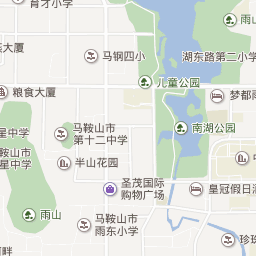 育才小学
雨山
马钢四小
湖东路第二小学
大厦
儿童公园
粮食大厦
梦都
星中学
马鞍山市
第十二中学
南湖公园
鞍山市
星中学
半山花园
圣茂国际
购物广场
皇冠假日
雨山
马鞍山市
雨东小学
珍
町畔